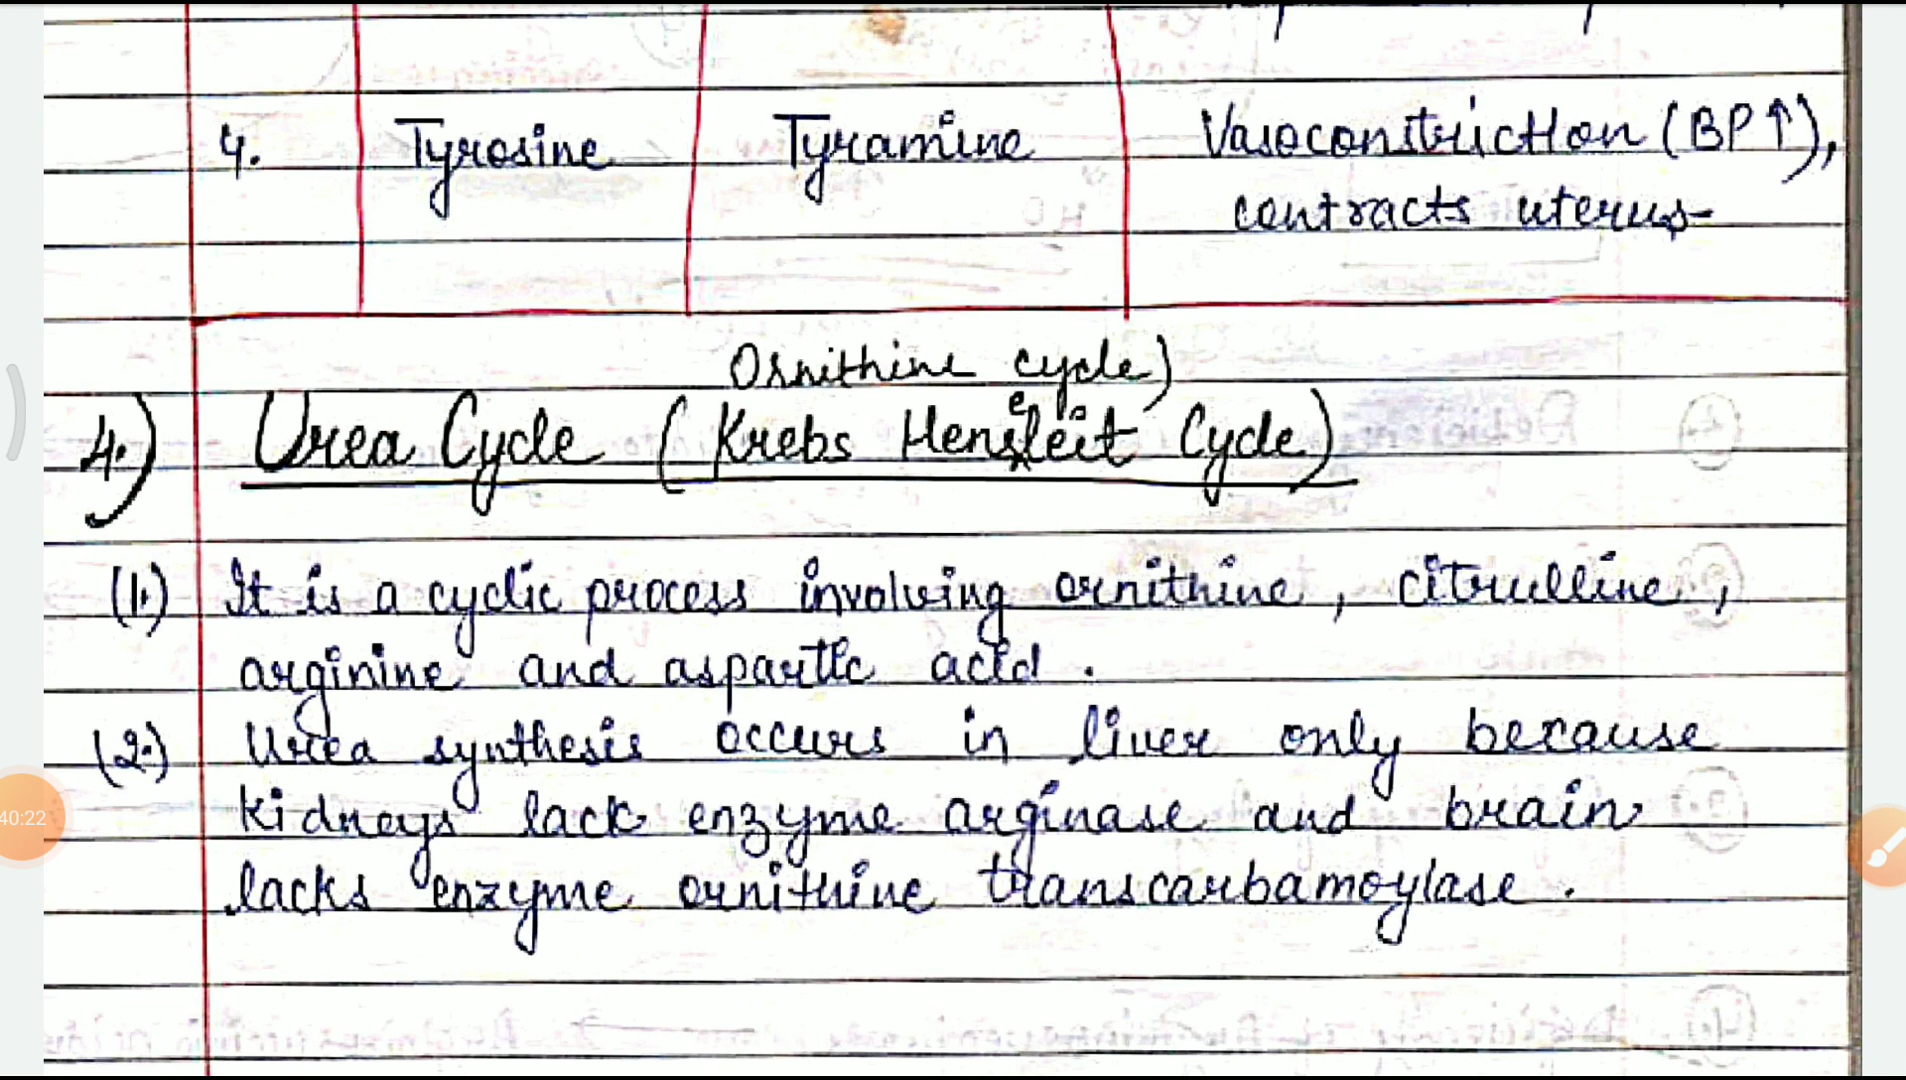 4. Tyrosine Tyramine Vasoconstriction (BP↑),
contracts uterus
Ornithine cycle)
4.) Urea Cycle (Krebs Henseleit Cycle)
(1.) It is a cyclic process involving ornithine, citrulline,
arginine and aspartic acid.
(2.) Urea synthesis occurs in liver only because
kidneys lack enzyme arginase and brain
lacks enzyme ornithine transcarbamoylase.
40:22